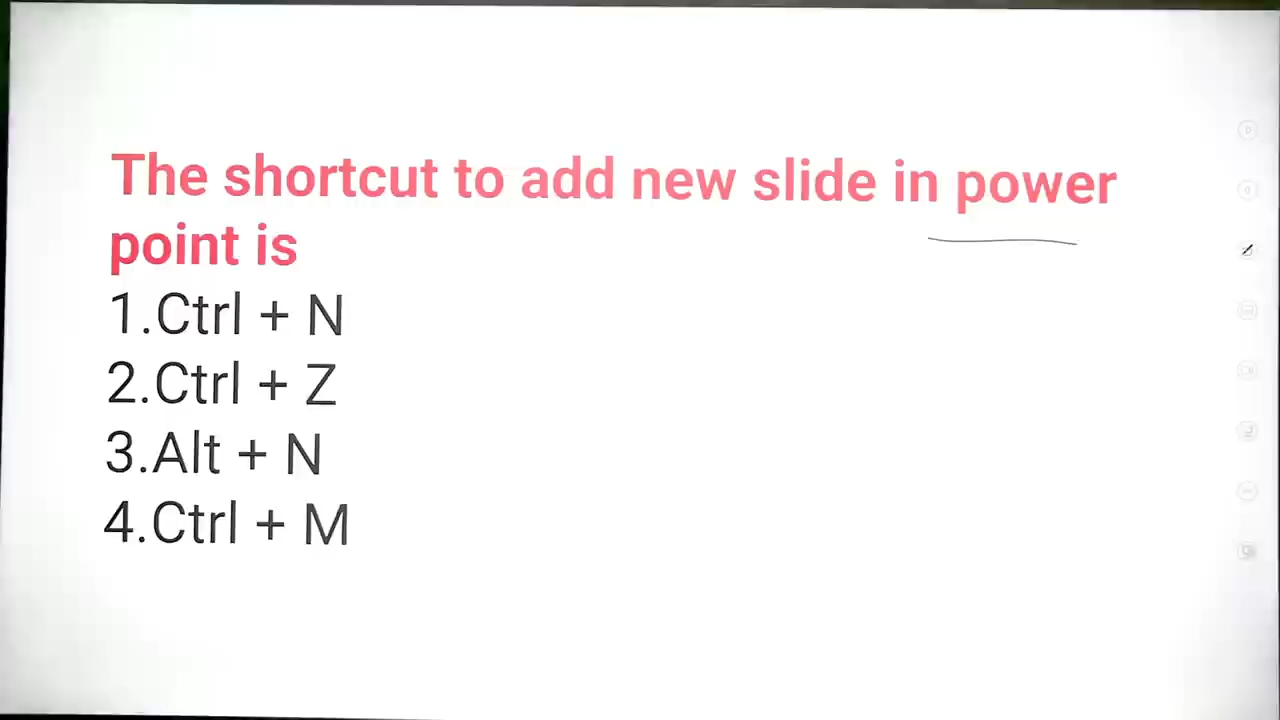 The shortcut to add new slide in power
point is
1.Ctrl + N
2.Ctrl + Z
3.Alt + N
4.Ctrl + M